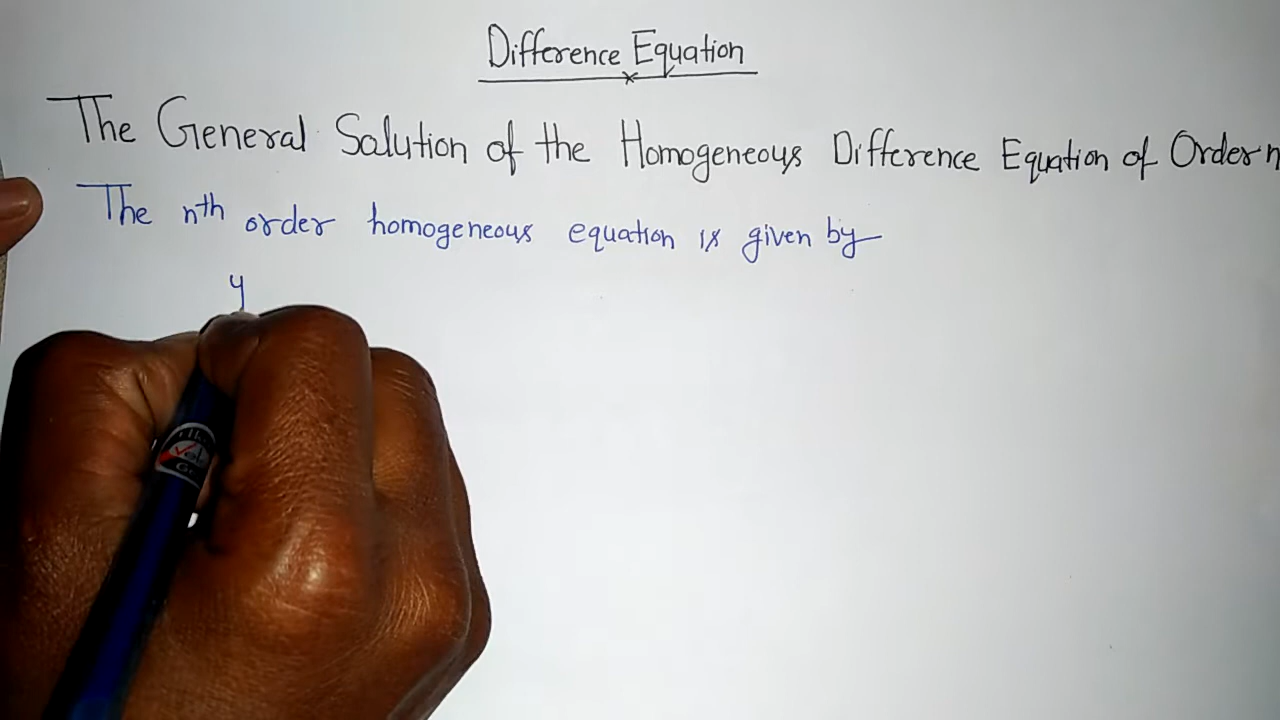 Difference Equation
The General Salution of the Homogeneous Difference Equation of Order n
The nth order homogeneous equation is given by
y